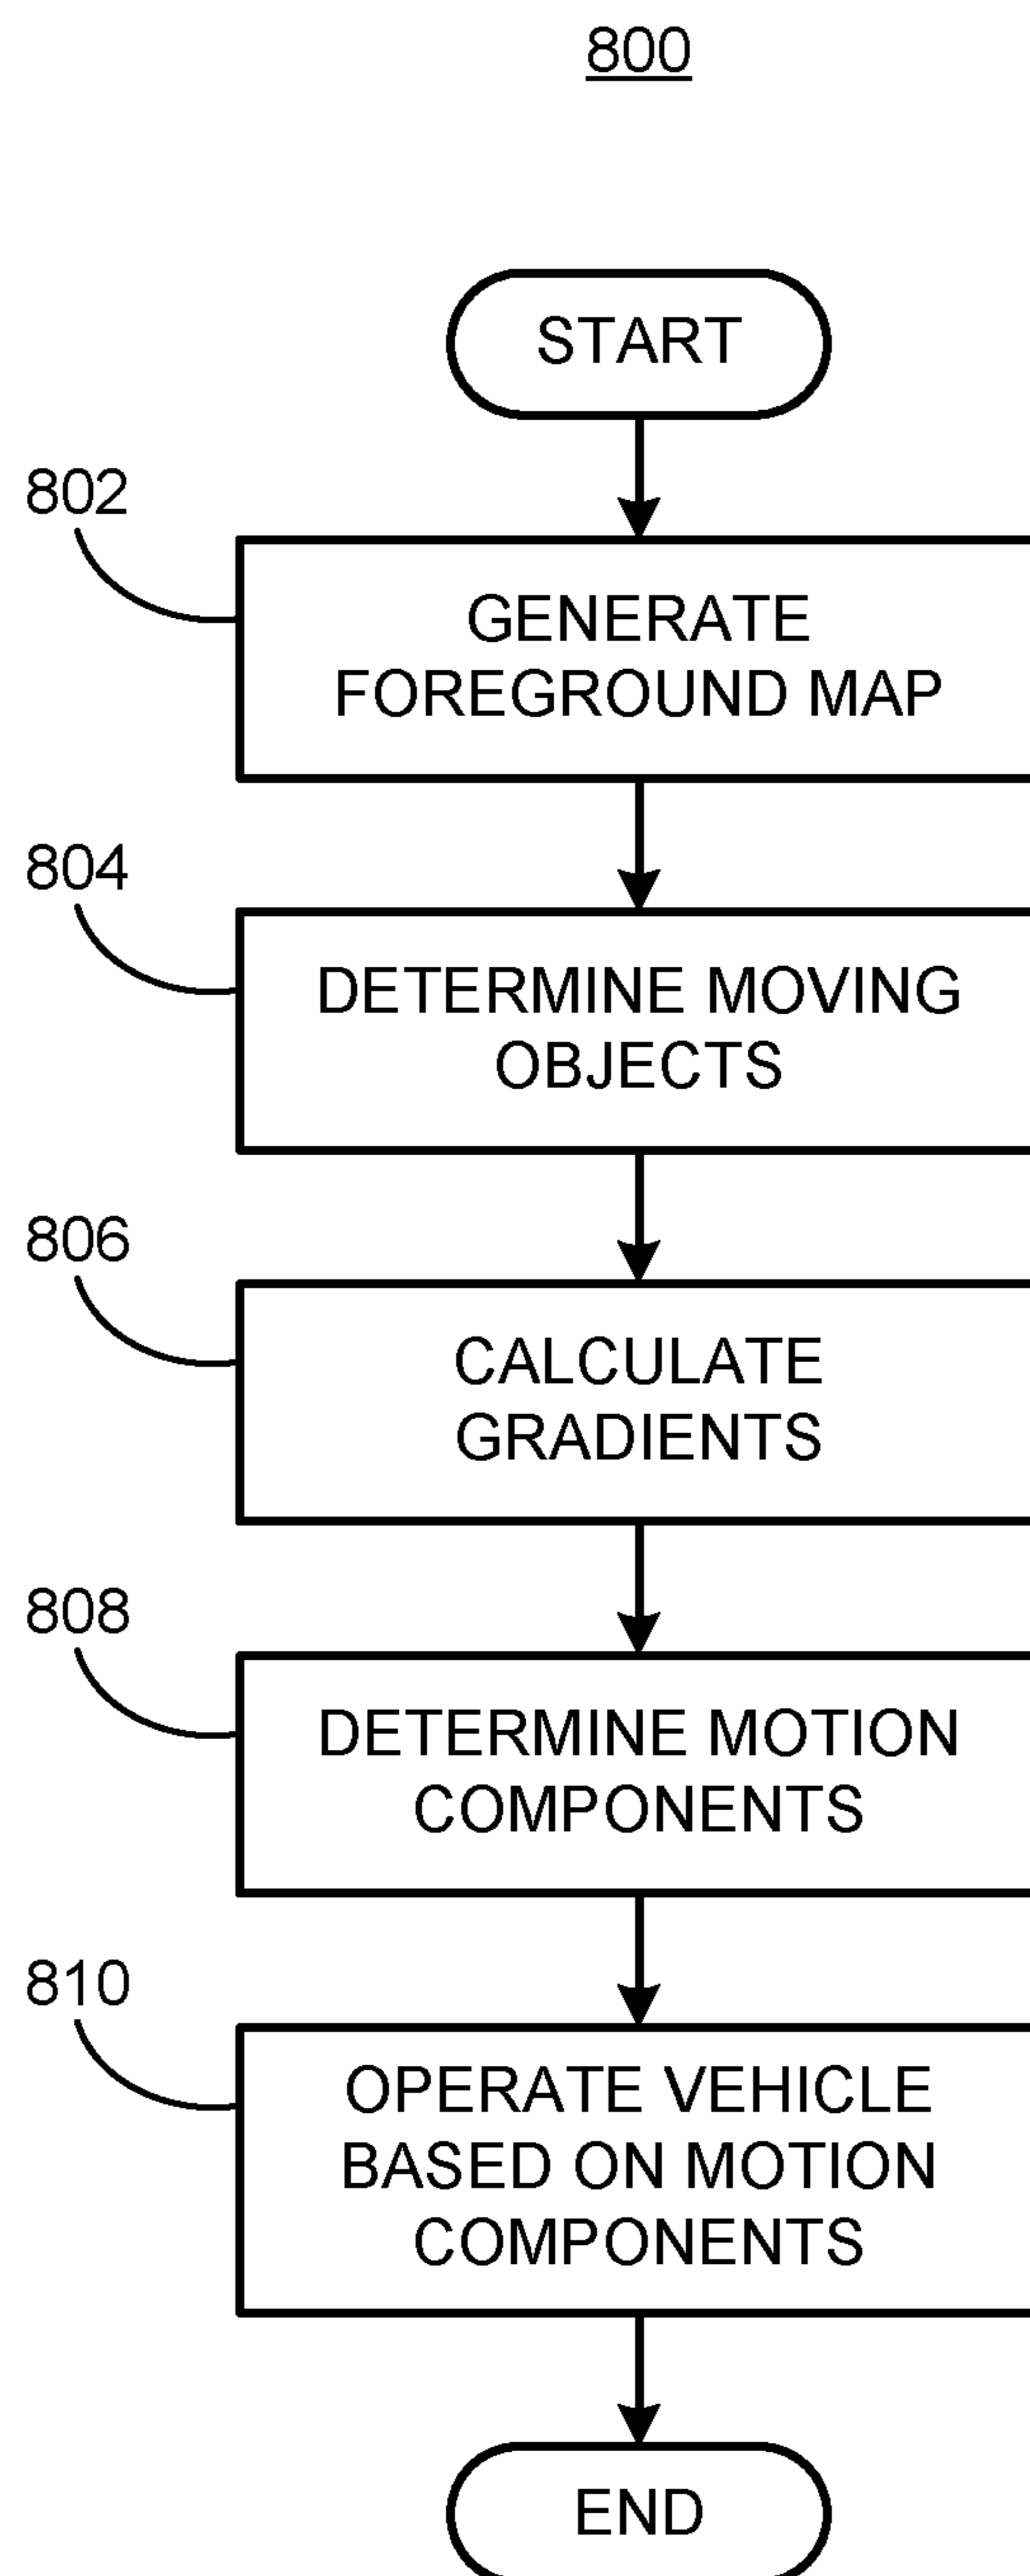 800
START
802
GENERATE
FOREGROUND MAP
804
DETERMINE MOVING
OBJECTS
806
CALCULATE
GRADIENTS
808
DETERMINE MOTION
COMPONENTS
810
OPERATE VEHICLE
BASED ON MOTION
COMPONENTS
END